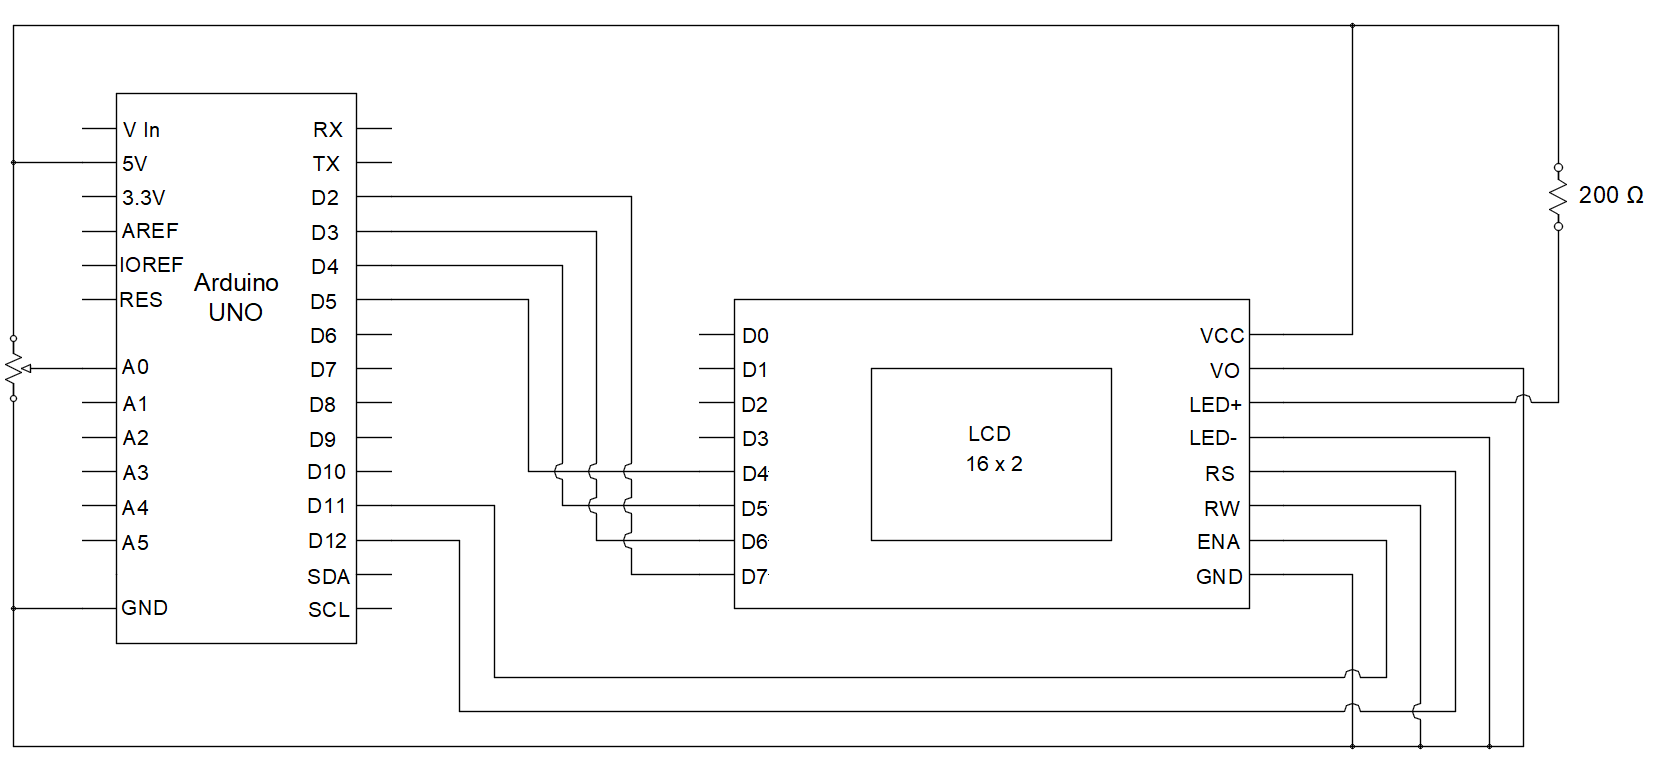 V In
5V
3.3V
AREF
IOREF
RES
A0
A1
A2
A3
A4
A5
GND
Arduino
UNO
RX
TX
D2
D3
D4
D5
D6
D7
D8
D9
D10
D11
D12
SDA
SCL
D0
D1
D2
D3
D4
D5
D6
D7
LCD
16 x 2
VCC
VO
LED+
LED-
RS
RW
ENA
GND
200 Ω